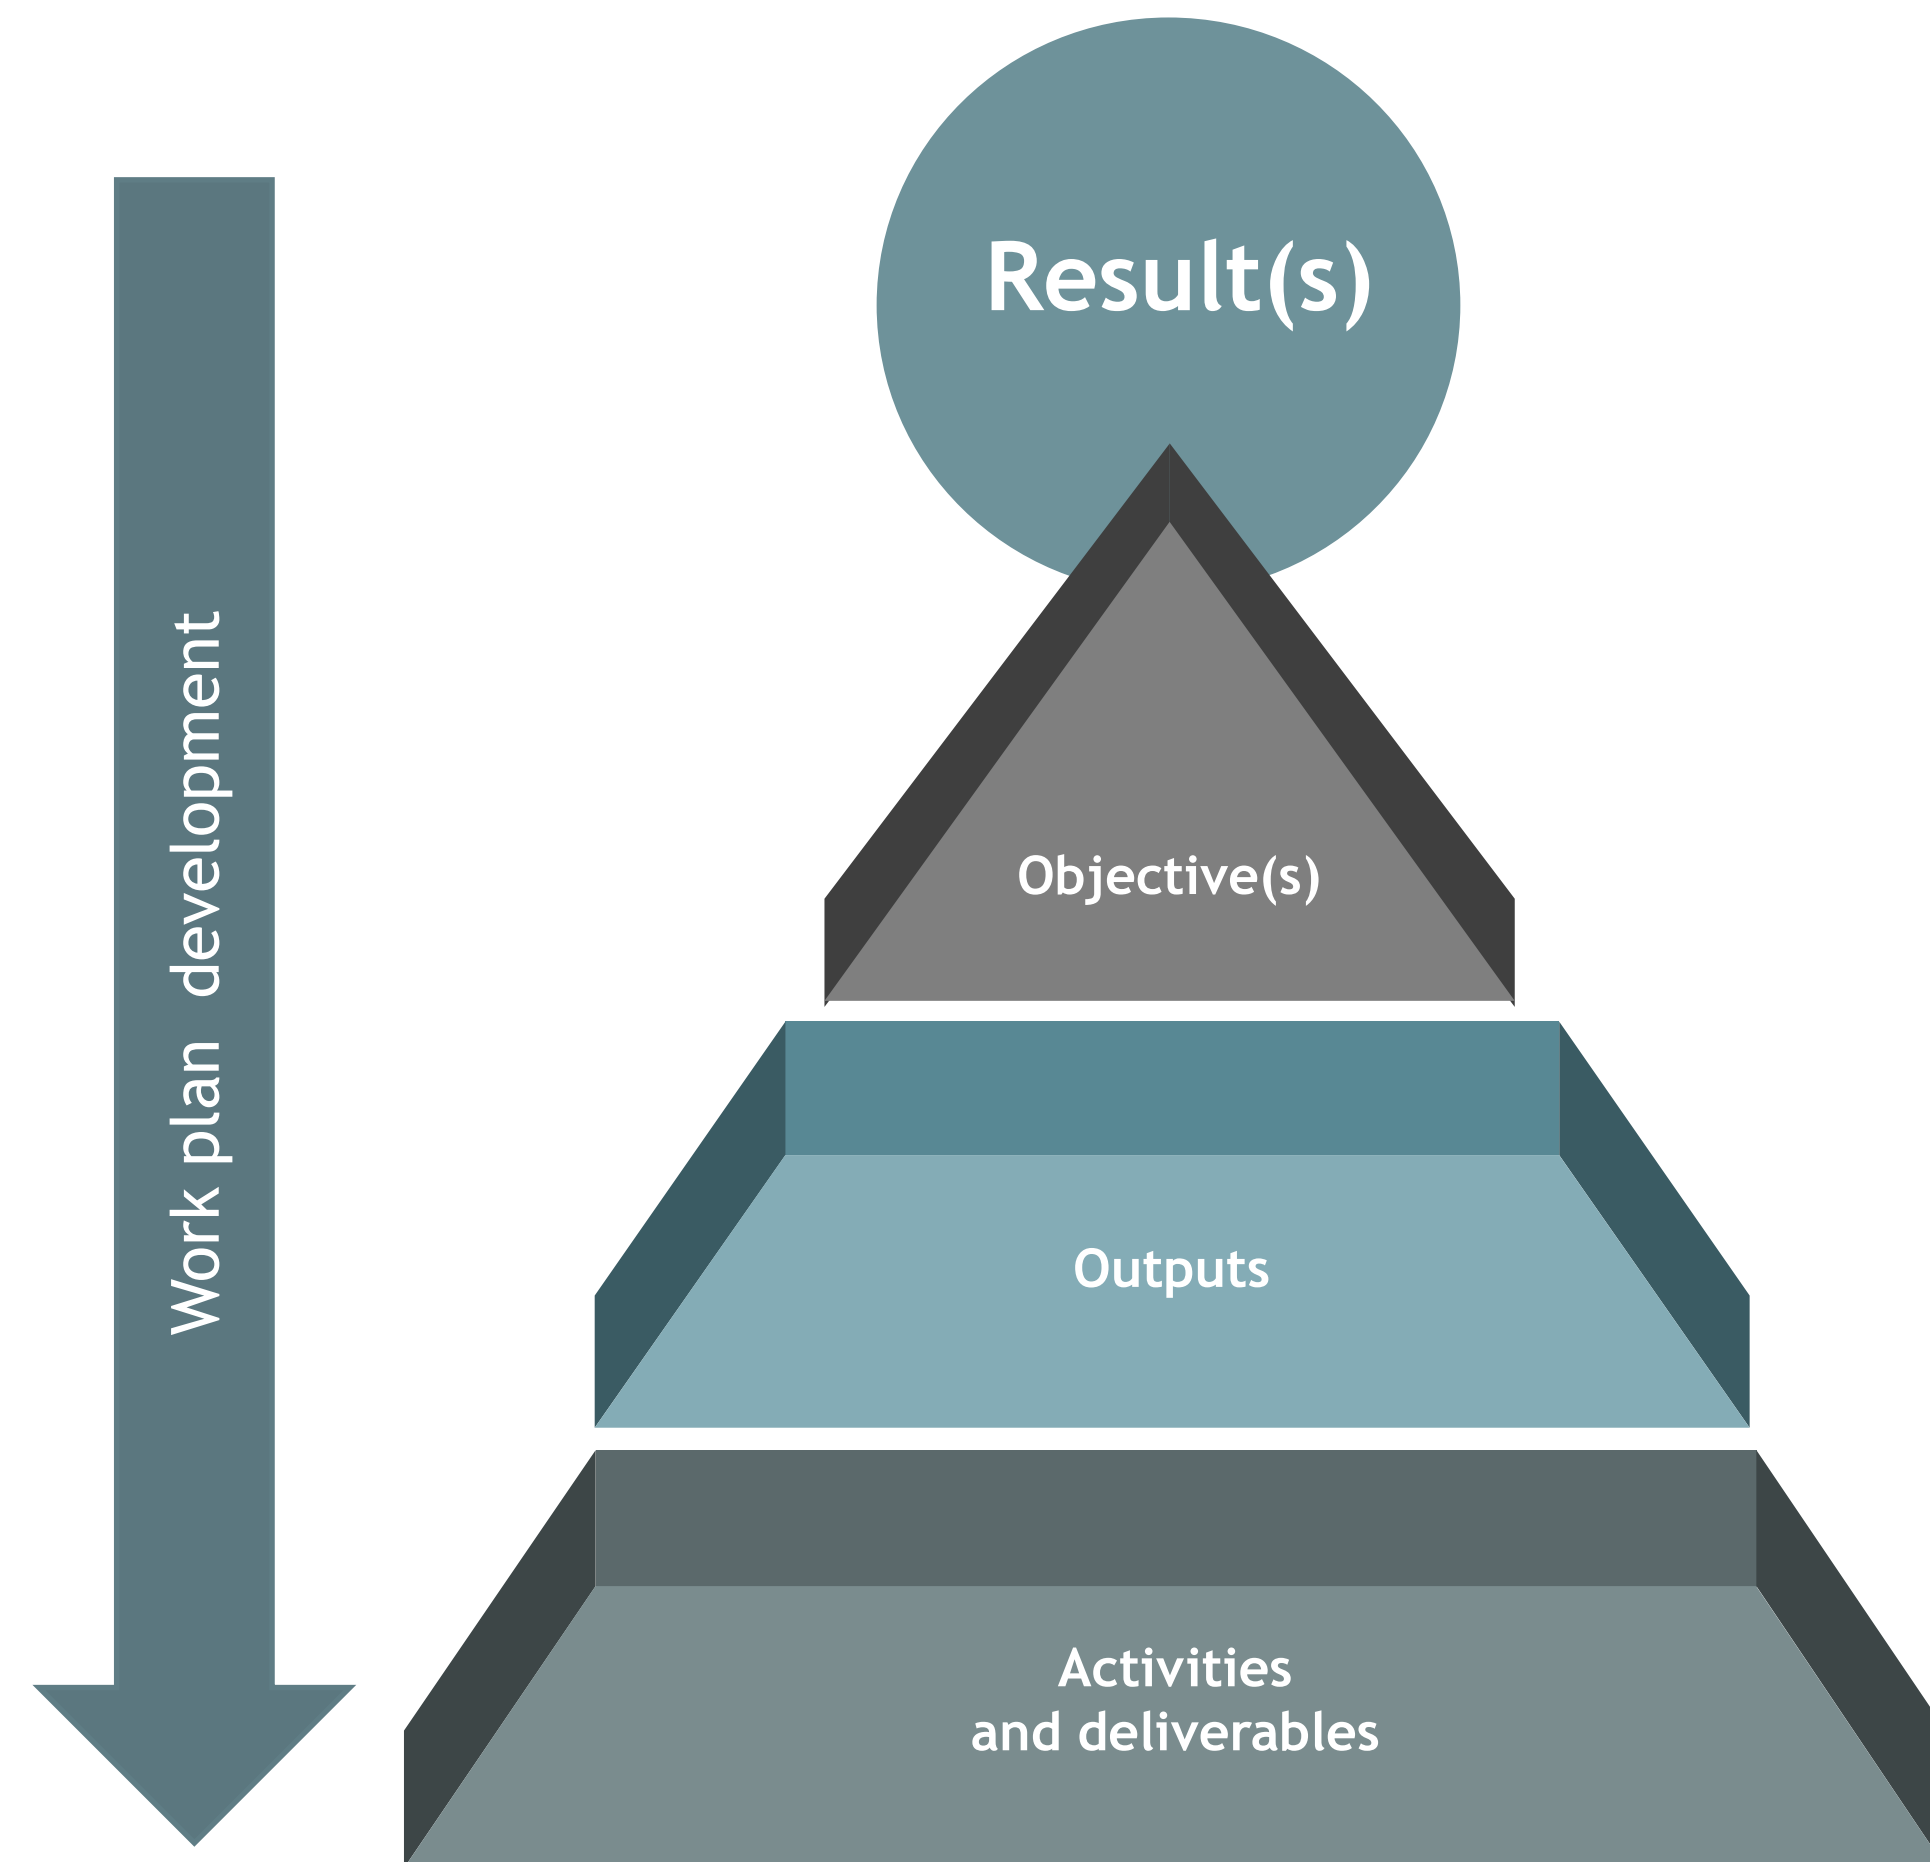 Result(s)
Work plan development
Objective(s)
Outputs
Activities
and deliverables